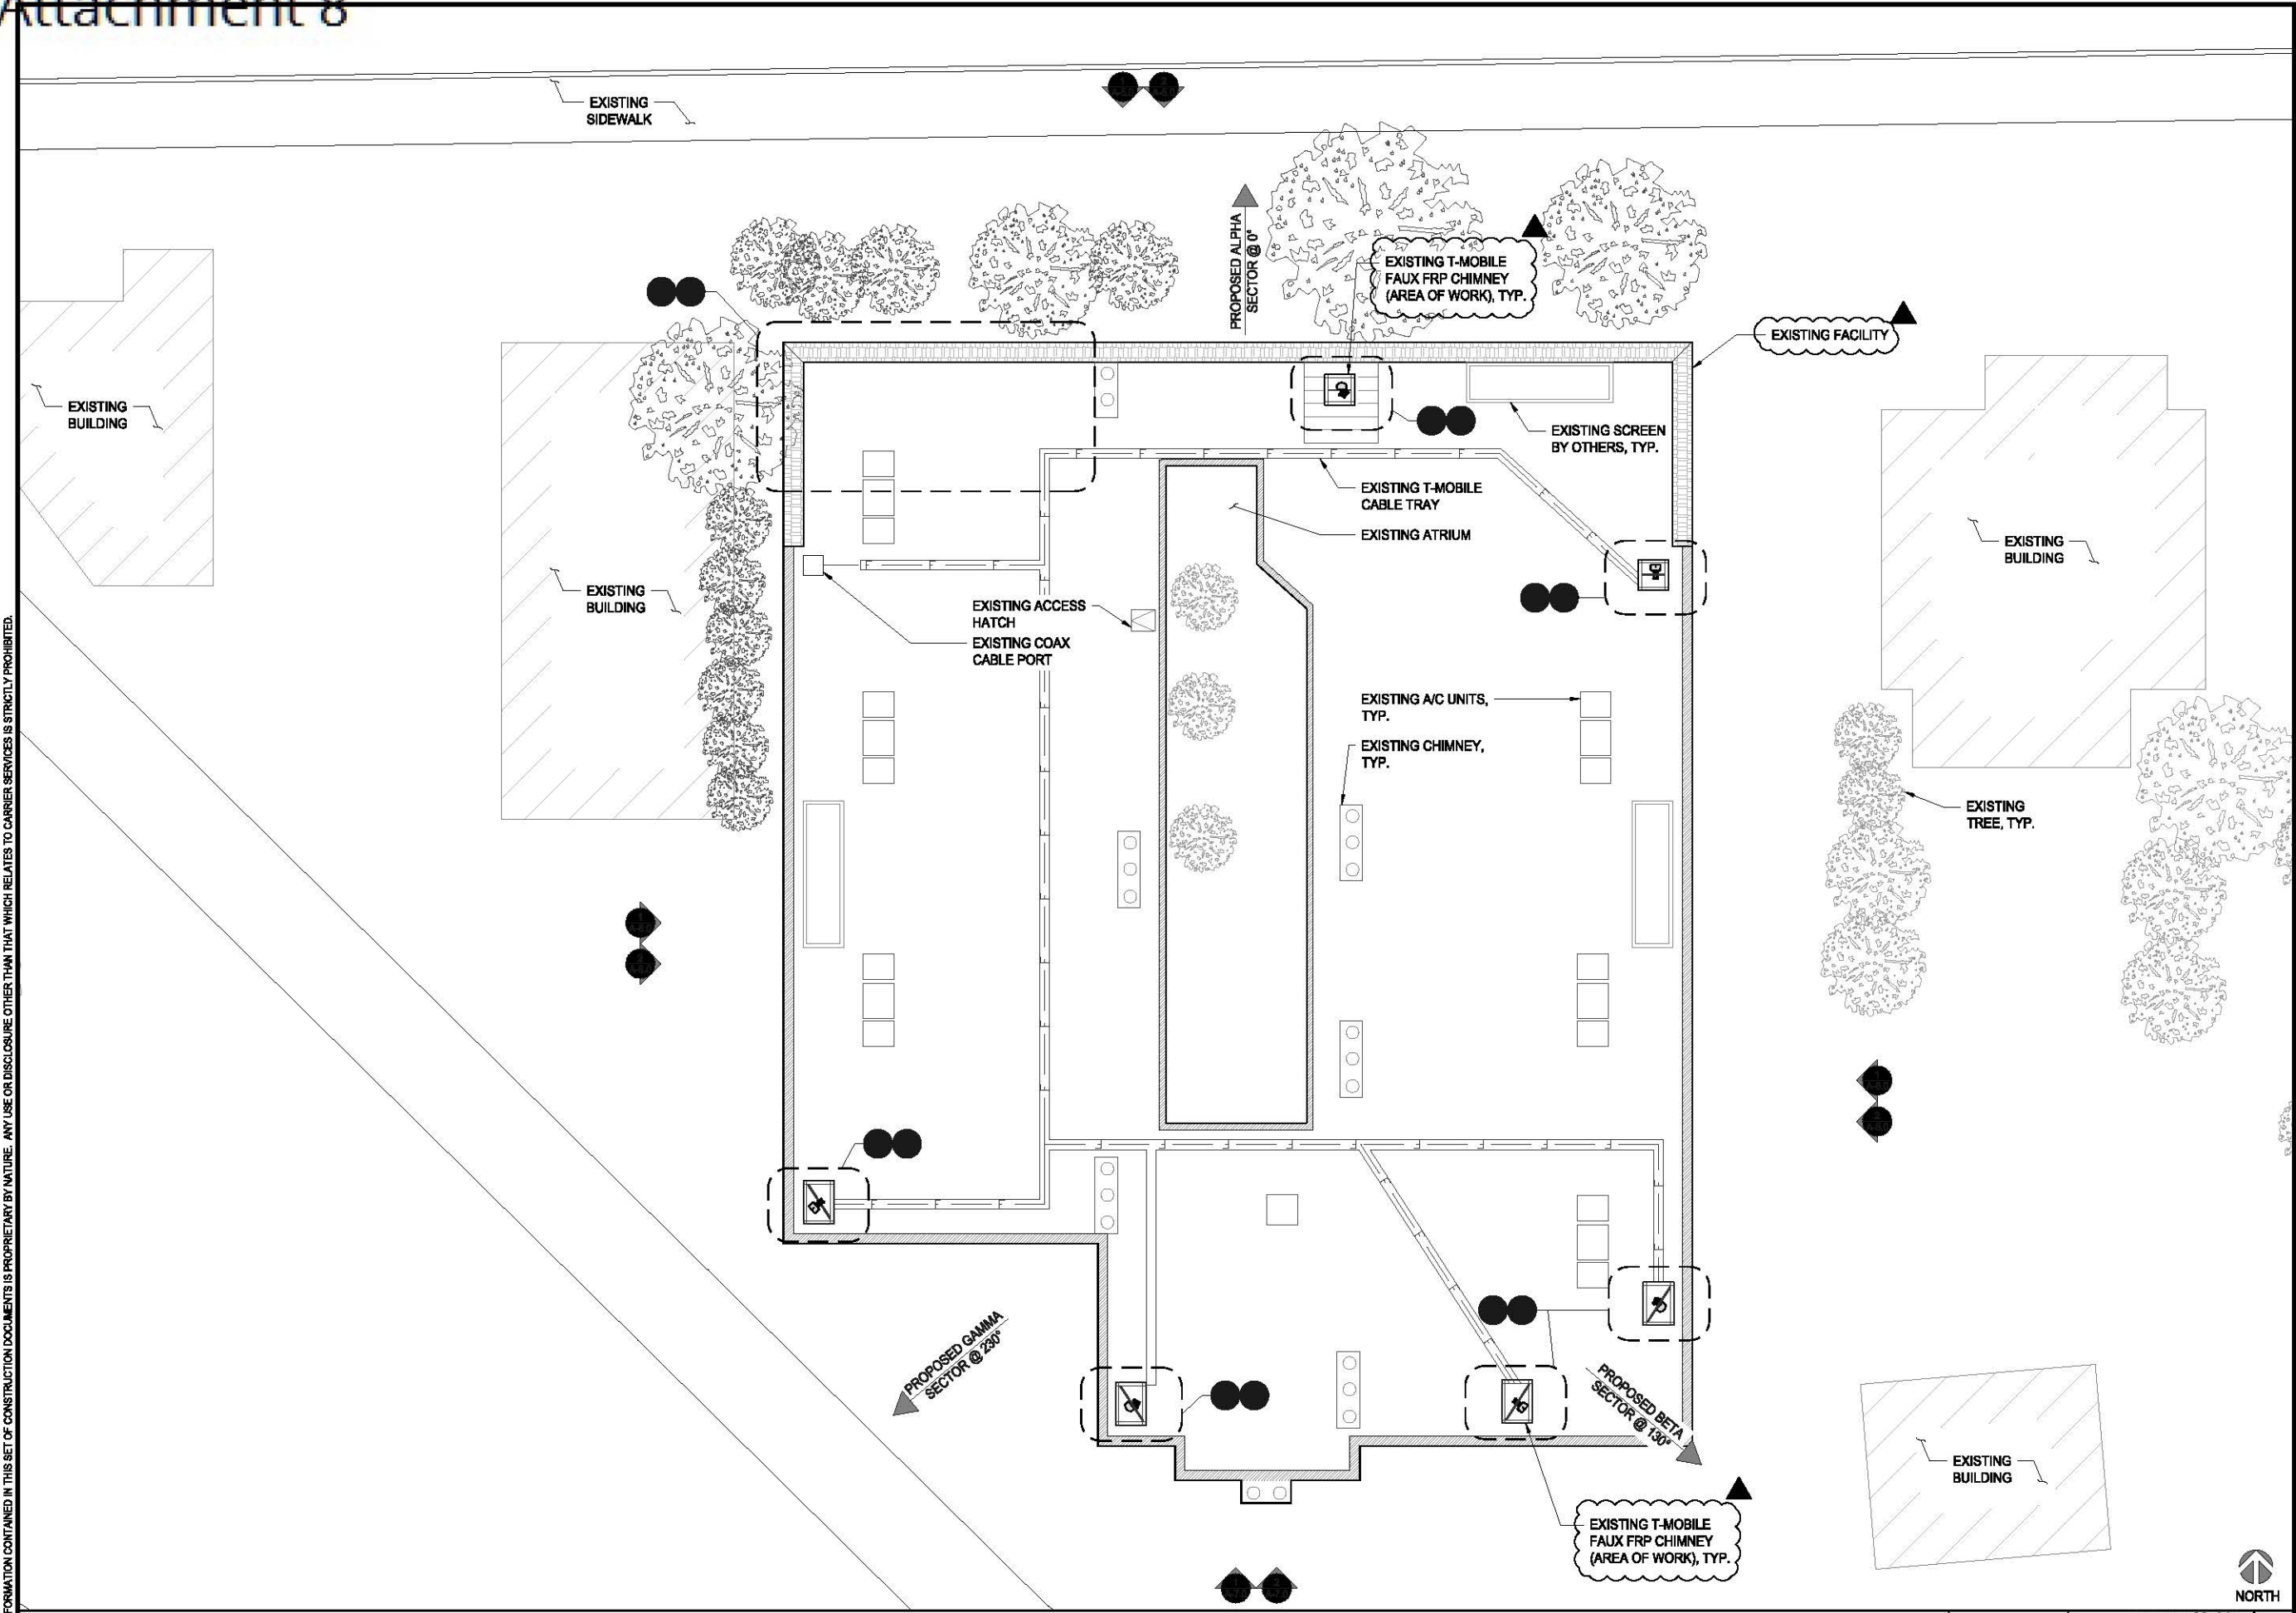 Attachment 8
EXISTING
SIDEWALK
PROPOSED ALPHA
SECTOR @ 0°
EXISTING T-MOBILE
FAUX FRP CHIMNEY
(AREA OF WORK), TYP.
EXISTING FACILITY
EXISTING
BUILDING
EXISTING SCREEN
BY OTHERS, TYP.
EXISTING T-MOBILE
CABLE TRAY
EXISTING ATRIUM
EXISTING
BUILDING
EXISTING
BUILDING
EXISTING ACCESS
HATCH
EXISTING COAX
CABLE PORT
EXISTING A/C UNITS,
TYP.
EXISTING CHIMNEY,
TYP.
EXISTING
TREE, TYP.
PROPOSED GAMMA
SECTOR @ 230°
PROPOSED BETA
SECTOR @ 130°
EXISTING
BUILDING
EXISTING T-MOBILE
FAUX FRP CHIMNEY
(AREA OF WORK), TYP.
NORTH
FORMATION CONTAINED IN THIS SET OF CONSTRUCTION DOCUMENTS IS PROPRIETARY BY NATURE. ANY USE OR DISCLOSURE OTHER THAN THAT WHICH RELATES TO CARRIER SERVICES IS STRICTLY PROHIBITED.